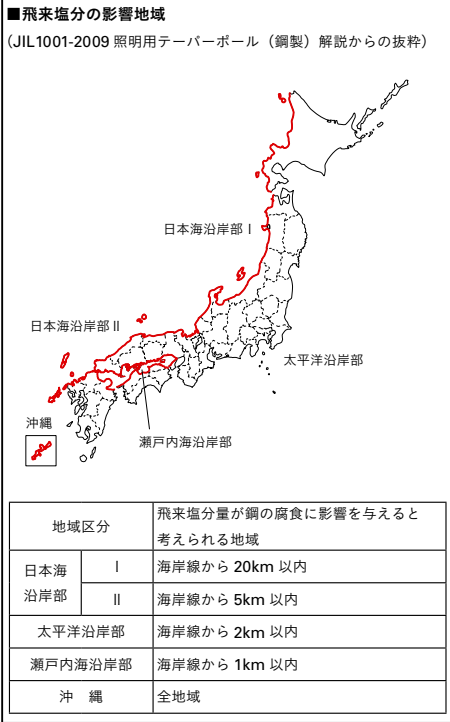 ■飛来塩分の影響地域
（JIL1001-2009 照明用テーパーポール（鋼製）解説からの抜粋）
日本海沿岸部Ⅰ
日本海沿岸部Ⅱ
太平洋沿岸部
沖縄
瀬戸内海沿岸部
地域区分
飛来塩分量が鋼の腐食に影響を与えると
考えられる地域
日本海
沿岸部
Ⅰ
海岸線から 20km 以内
Ⅱ
海岸線から 5km 以内
太平洋沿岸部
海岸線から 2km 以内
瀬戸内海沿岸部
海岸線から 1km 以内
沖　縄
全地域